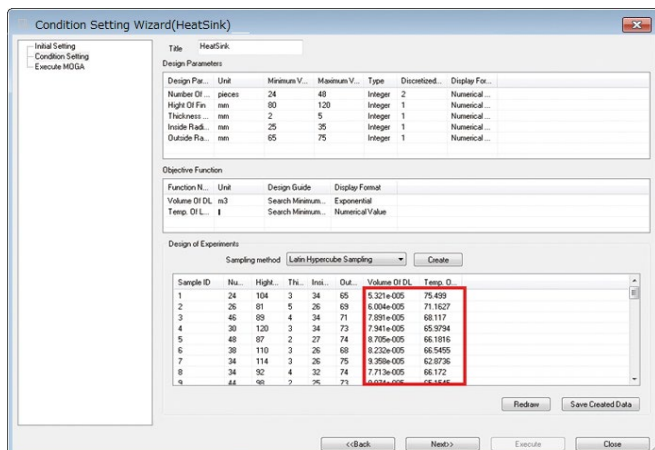 Condition Setting Wizard(HeatSink)
Initial Setting
Condition Setting
Execute MOGA
Title HeatSink
Design Parameters
Design Par... Unit Minimum V... Maximum V... Type Discretized... Display For...
Number Of ... pieces 24 48 Integer 2 Numerical ...
Hight Of Fin mm 80 120 Integer 1 Numerical ...
Thickness ... mm 2 5 Integer 1 Numerical ...
Inside Radi... mm 25 35 Integer 1 Numerical ...
Outside Ra... mm 65 75 Integer 1 Numerical ...
Objective Function
Function N... Unit Design Guide Display Format
Volume Of DL m3 Search Minimum... Exponential
Temp. Of L... Search Minimum... Numerical Value
Design of Experiments
Sampling method Latin Hypercube Sampling Create
Sample ID Nu... Hight... Thi... Insi... Out... Volume Of DL Temp. O...
1 24 104 3 34 65 5.321e-005 75.499
2 26 81 5 26 69 6.004e-005 71.1627
3 46 89 4 34 71 7.891e-005 68.117
4 30 120 3 34 73 7.941e-005 65.9794
5 48 87 2 27 74 8.705e-005 66.1816
6 38 110 3 26 68 8.232e-005 66.5455
7 34 114 3 26 75 9.358e-005 62.8736
8 34 92 4 32 74 7.713e-005 66.172
9 44 98 2 25 73
Redraw Save Created Data
<<Back Next>> Execute Close